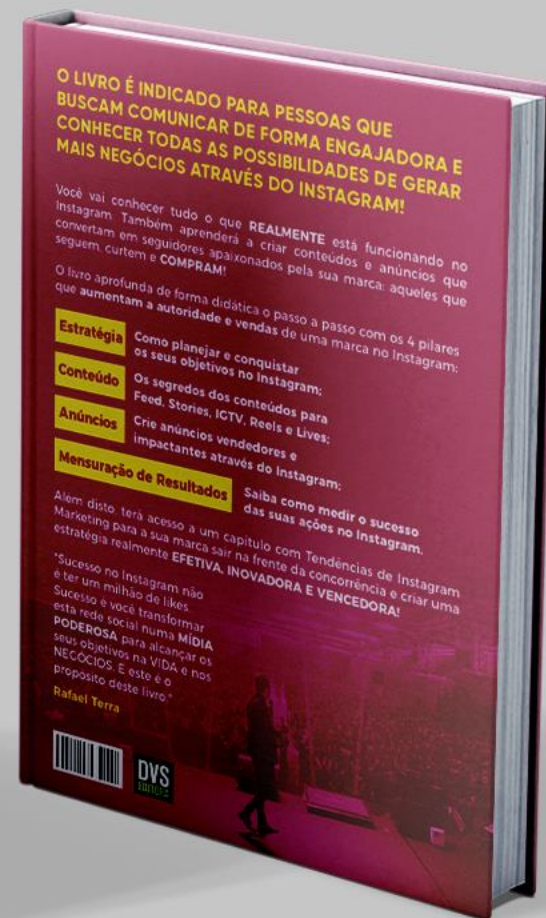 O LIVRO É INDICADO PARA PESSOAS QUE
BUSCAM COMUNICAR DE FORMA ENGAJADORA E
CONHECER TODAS AS POSSIBILIDADES DE GERAR
MAIS NEGÓCIOS ATRAVÉS DO INSTAGRAM!
Você vai conhecer tudo o que REALMENTE está funcionando no
Instagram. Também aprenderá a criar conteúdos e anúncios que
convertam em seguidores apaixonados pela sua marca: aqueles que
seguem, curtem e COMPRAM!
O livro aprofunda de forma didática o passo a passo com os 4 pilares
que aumentam a autoridade e vendas de uma marca no Instagram:
Estratégia
Como planejar e conquistar
os seus objetivos no Instagram;
Conteúdo
Os segredos dos conteúdos para
Feed, Stories, IGTV, Reels e Lives;
Anúncios
Crie anúncios vendedores e
impactantes através do Instagram;
Mensuração de Resultados
Saiba como medir o sucesso
das suas ações no Instagram.
Além disto, terá acesso a um capítulo com Tendências de Instagram
Marketing para a sua marca sair na frente da concorrência e criar uma
estratégia realmente EFETIVA, INOVADORA E VENCEDORA!
"Sucesso no Instagram não
é ter um milhão de likes.
Sucesso é você transformar
esta rede social numa MÍDIA
PODEROSA para alcançar os
seus objetivos na VIDA e nos
NEGÓCIOS. E este é o
propósito deste livro."
Rafael Terra
DVS
EDITORA